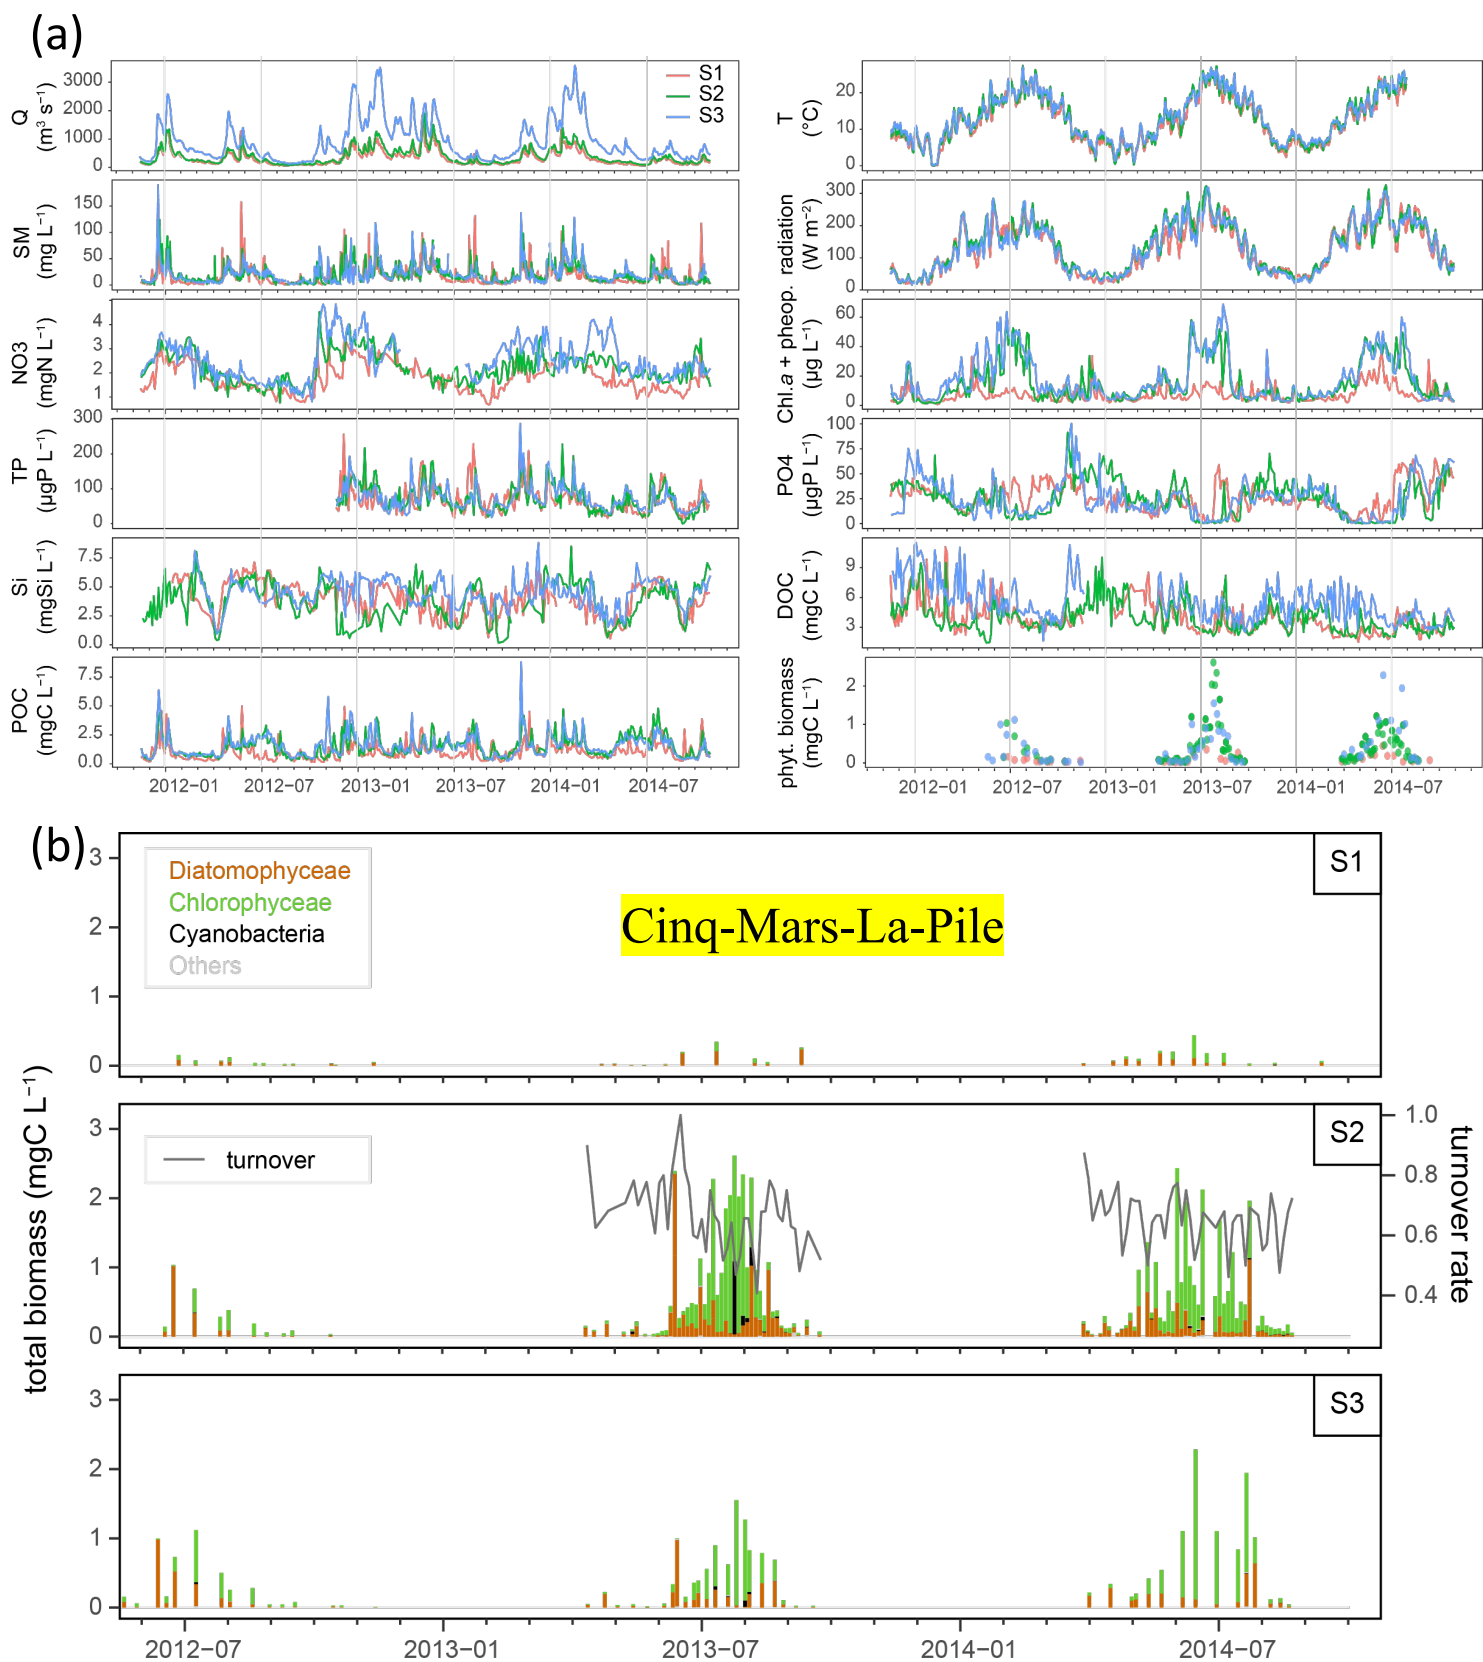 (a)
Q
(m³ s⁻¹)
3000
2000
1000
0
S1
S2
S3
SM
(mg L⁻¹)
150
100
50
0
NO3
(mgN L⁻¹)
4
3
2
1
TP
(µgP L⁻¹)
300
200
100
0
Si
(mgSi L⁻¹)
7.5
5.0
2.5
0.0
POC
(mgC L⁻¹)
7.5
5.0
2.5
0.0
2012−01
2012−07
2013−01
2013−07
2014−01
2014−07
T
(°C)
20
10
0
radiation
(W m⁻²)
300
200
100
0
Chl.a + pheop.
(µg L⁻¹)
60
40
20
0
PO4
(µgP L⁻¹)
100
75
50
25
0
DOC
(mgC L⁻¹)
9
6
3
phyt. biomass
(mgC L⁻¹)
2
1
0
2012−01
2012−07
2013−01
2013−07
2014−01
2014−07
(b)
total biomass (mgC L⁻¹)
3
2
1
0
Diatomophyceae
Chlorophyceae
Cyanobacteria
Others
Cinq-Mars-La-Pile
S1
3
2
1
0
turnover
S2
1.0
0.8
0.6
0.4
turnover rate
3
2
1
0
S3
2012−07
2013−01
2013−07
2014−01
2014−07